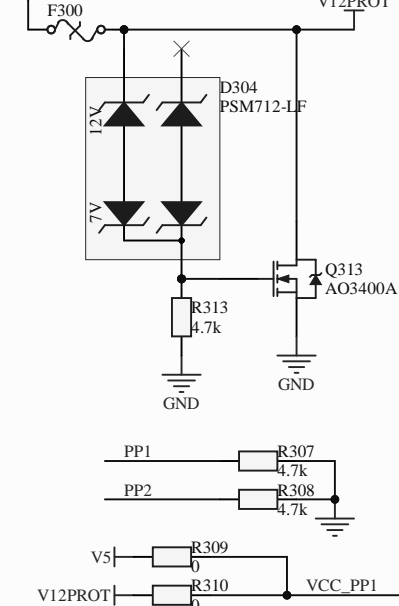 F300
V12PROT
D304
PSM712-LF
12V
7V
Q313
AO3400A
R313
4.7k
GND
GND
PP1
R307
4.7k
PP2
R308
4.7k
V5
R309
0
V12PROT
R310
0
VCC_PP1